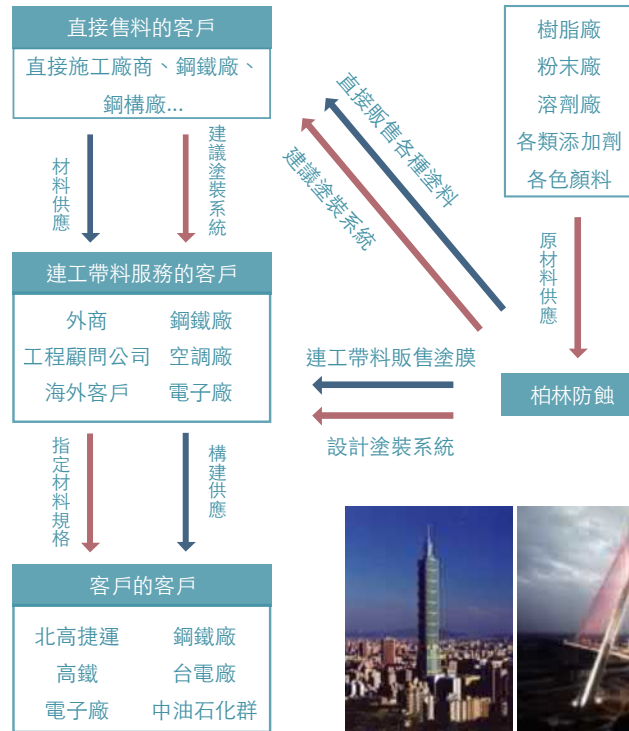 直接售料的客戶
直接施工廠商、鋼鐵廠、
鋼構廠...
材料供應
建議塗裝系統
直接販售各種塗料
建議塗裝系統
樹脂廠
粉末廠
溶劑廠
各類添加劑
各色顏料
原材料供應
連工帶料服務的客戶
外商 鋼鐵廠
工程顧問公司 空調廠
海外客戶 電子廠
連工帶料販售塗膜
設計塗裝系統
柏林防蝕
指定材料規格
構建供應
客戶的客戶
北高捷運 鋼鐵廠
高鐵 台電廠
電子廠 中油石化群